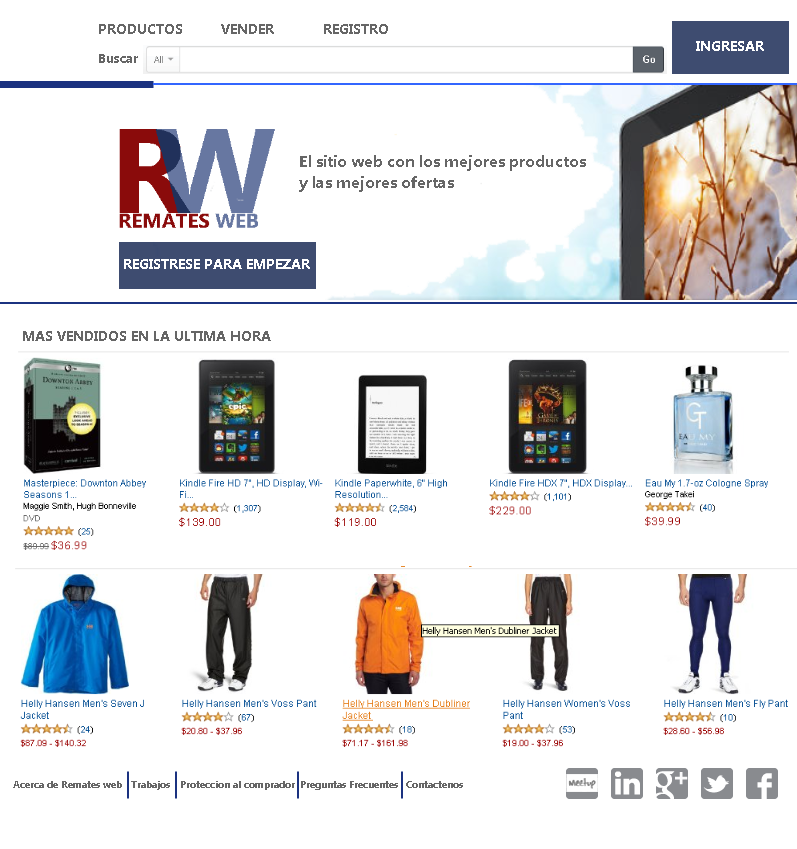 PRODUCTOS VENDER REGISTRO
INGRESAR
Buscar All Go
RW
REMATES WEB
El sitio web con los mejores productos
y las mejores ofertas
REGISTRESE PARA EMPEZAR
MAS VENDIDOS EN LA ULTIMA HORA
DOWNTON ABBEY
Masterpiece: Downton Abbey
Seasons 1...
Maggie Smith, Hugh Bonneville
DVD
(25)
$89.99 $36.99
Kindle Fire HD 7", HD Display, Wi-
Fi...
(1,307)
$139.00
Kindle Paperwhite, 6" High
Resolution...
(2,584)
$119.00
Kindle Fire HDX 7", HDX Display...
(1,101)
$229.00
GT
EAU MY
Eau My 1.7-oz Cologne Spray
George Takei
(40)
$39.99
Helly Hansen Men's Seven J
Jacket
(24)
$87.09 - $140.32
Helly Hansen Men's Voss Pant
(67)
$20.80 - $37.96
Helly Hansen Men's Dubliner Jacket
Helly Hansen Men's Dubliner
Jacket
(18)
$71.17 - $161.98
Helly Hansen Women's Voss
Pant
(53)
$19.00 - $37.96
Helly Hansen Men's Fly Pant
(10)
$28.60 - $56.98
Acerca de Remates web Trabajos Proteccion al comprador Preguntas Frecuentes Contactenos
meetup in g+ f